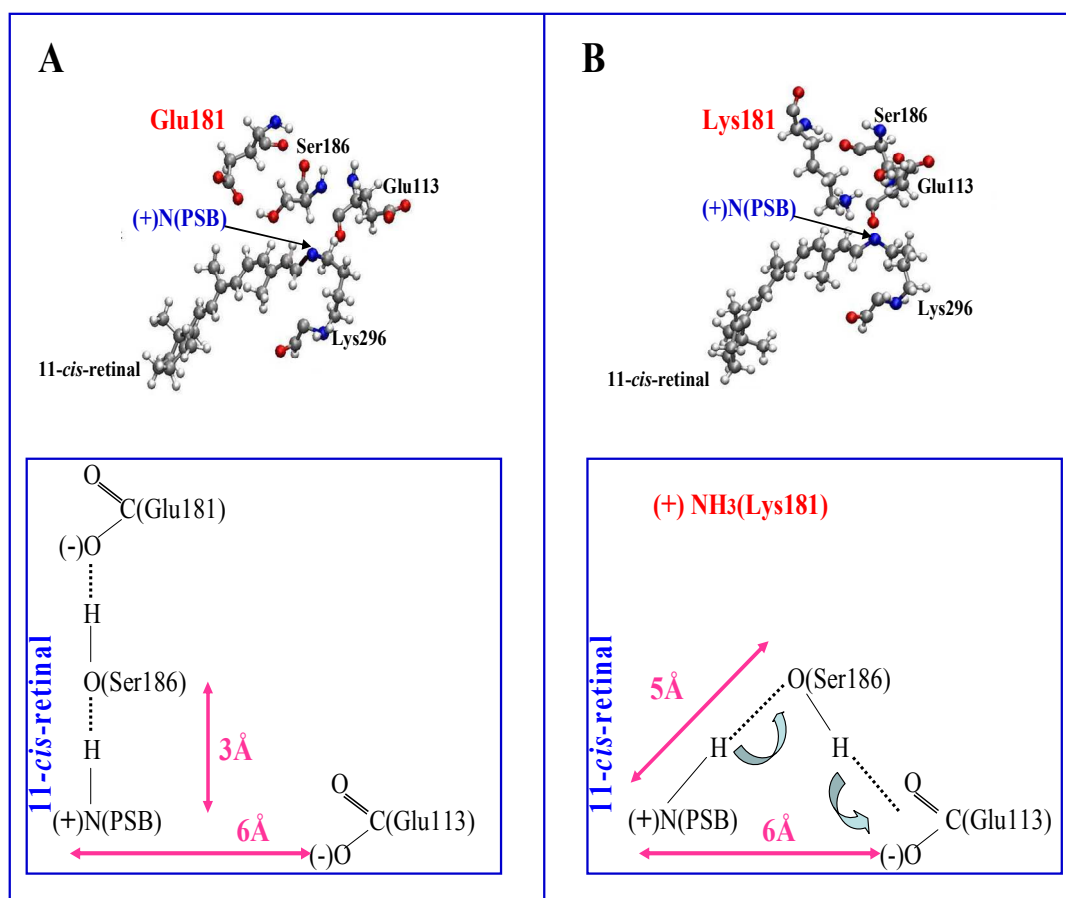 A
Glu181
Ser186
Glu113
(+)N(PSB)
Lys296
11-cis-retinal
O
C(Glu181)
(-)O
H
O(Ser186)
H
3Å
(+)N(PSB)
6Å
O
C(Glu113)
(-)O
11-cis-retinal
B
Lys181
Ser186
Glu113
(+)N(PSB)
Lys296
11-cis-retinal
(+) NH3(Lys181)
5Å
O(Ser186)
H
H
(+)N(PSB)
6Å
O
C(Glu113)
(-)O
11-cis-retinal